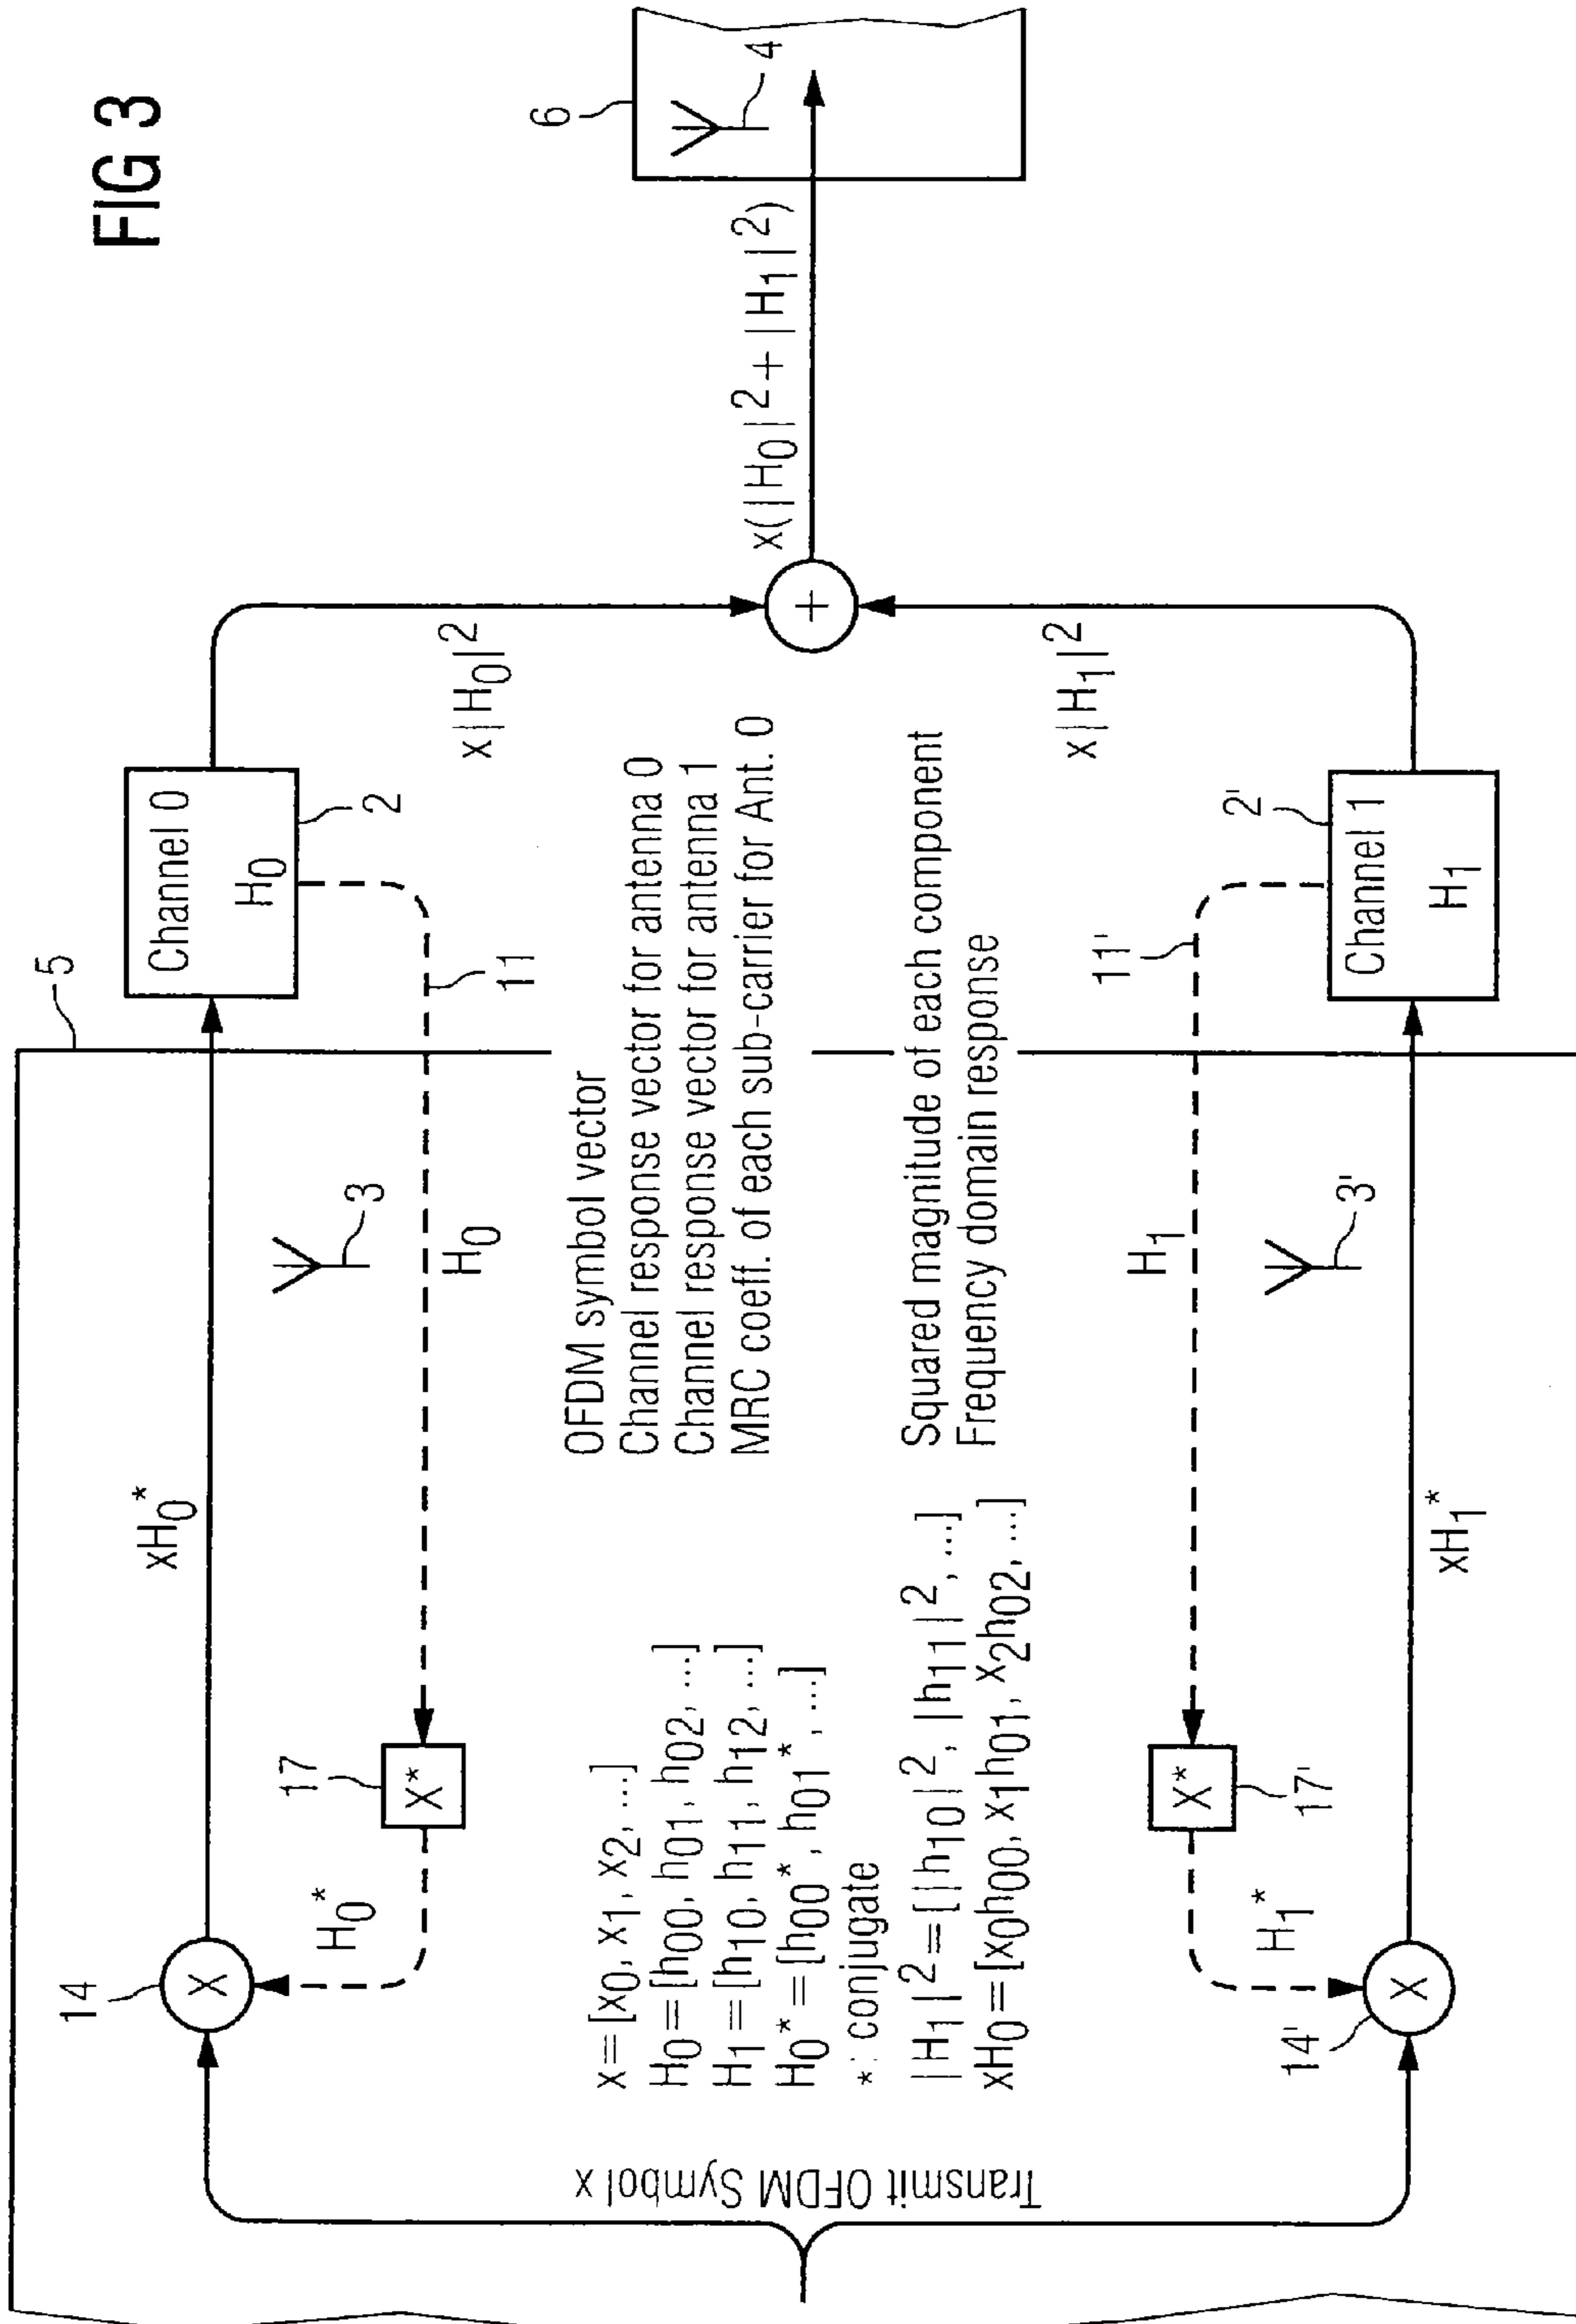 FIG 3
5
14
X
xH0*
Channel 0
H0
2
H0*
17
X*
H0
3
11
x|H0|²
x=[x0, x1, x2, ...] OFDM symbol vector
H0=[h00, h01, h02, ...] Channel response vector for antenna 0
H1=[h10, h11, h12, ...] Channel response vector for antenna 1
H0*=[h00*, h01*, ...] MRC coeff. of each sub-carrier for Ant. 0
*: conjugate
|H1|²=[|h10|², |h11|², ...] Squared magnitude of each component
xH0=[x0h00, x1h01, x2h02, ...] Frequency domain response
Transmit OFDM Symbol x
+
x(|H0|²+|H1|²)
6
4
x|H1|²
H1*
X*
17'
H1
3'
11'
2'
Channel 1
H1
14'
X
xH1*